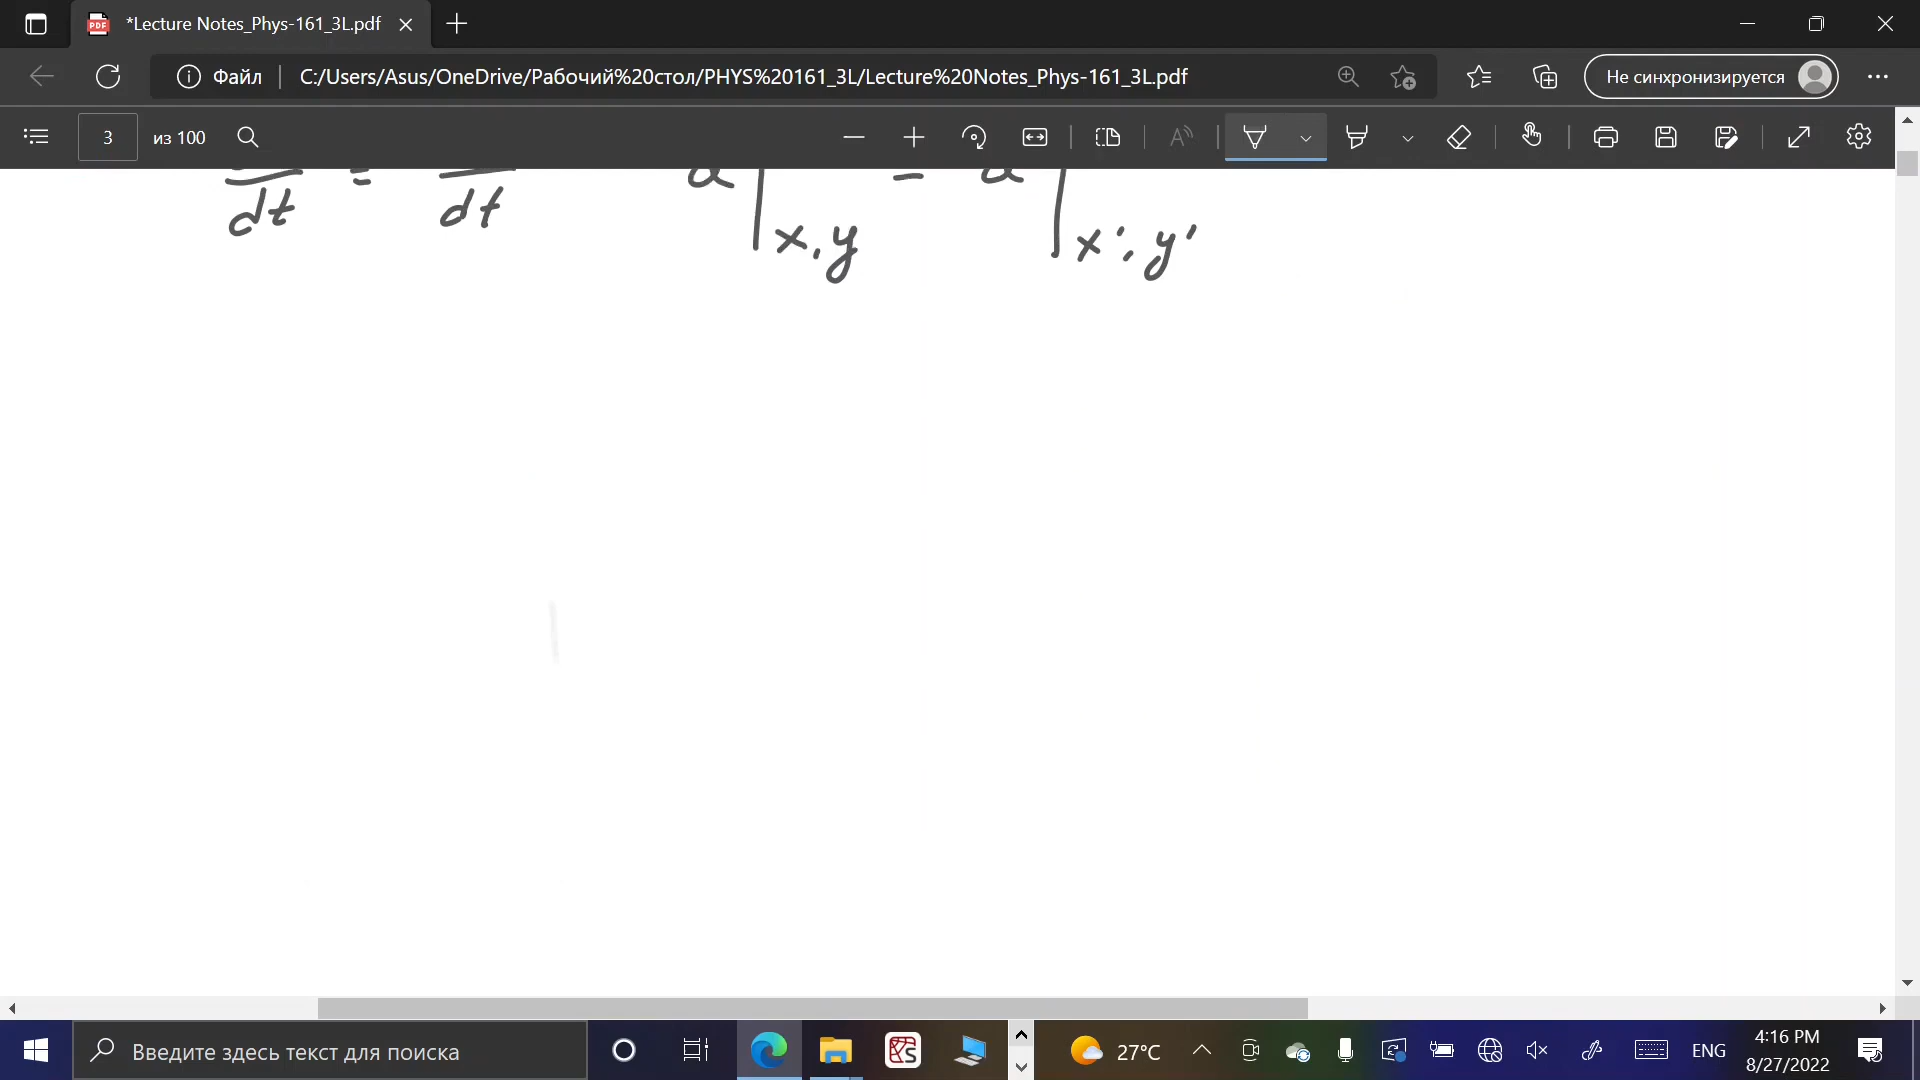 *Lecture Notes_Phys-161_3L.pdf
Файл C:/Users/Asus/OneDrive/Рабочий%20стол/PHYS%20161_3L/Lecture%20Notes_Phys-161_3L.pdf Не синхронизируется
3 из 100
dt = dt a|x,y = a|x',y'
Введите здесь текст для поиска 27°C ENG 4:16 PM
8/27/2022